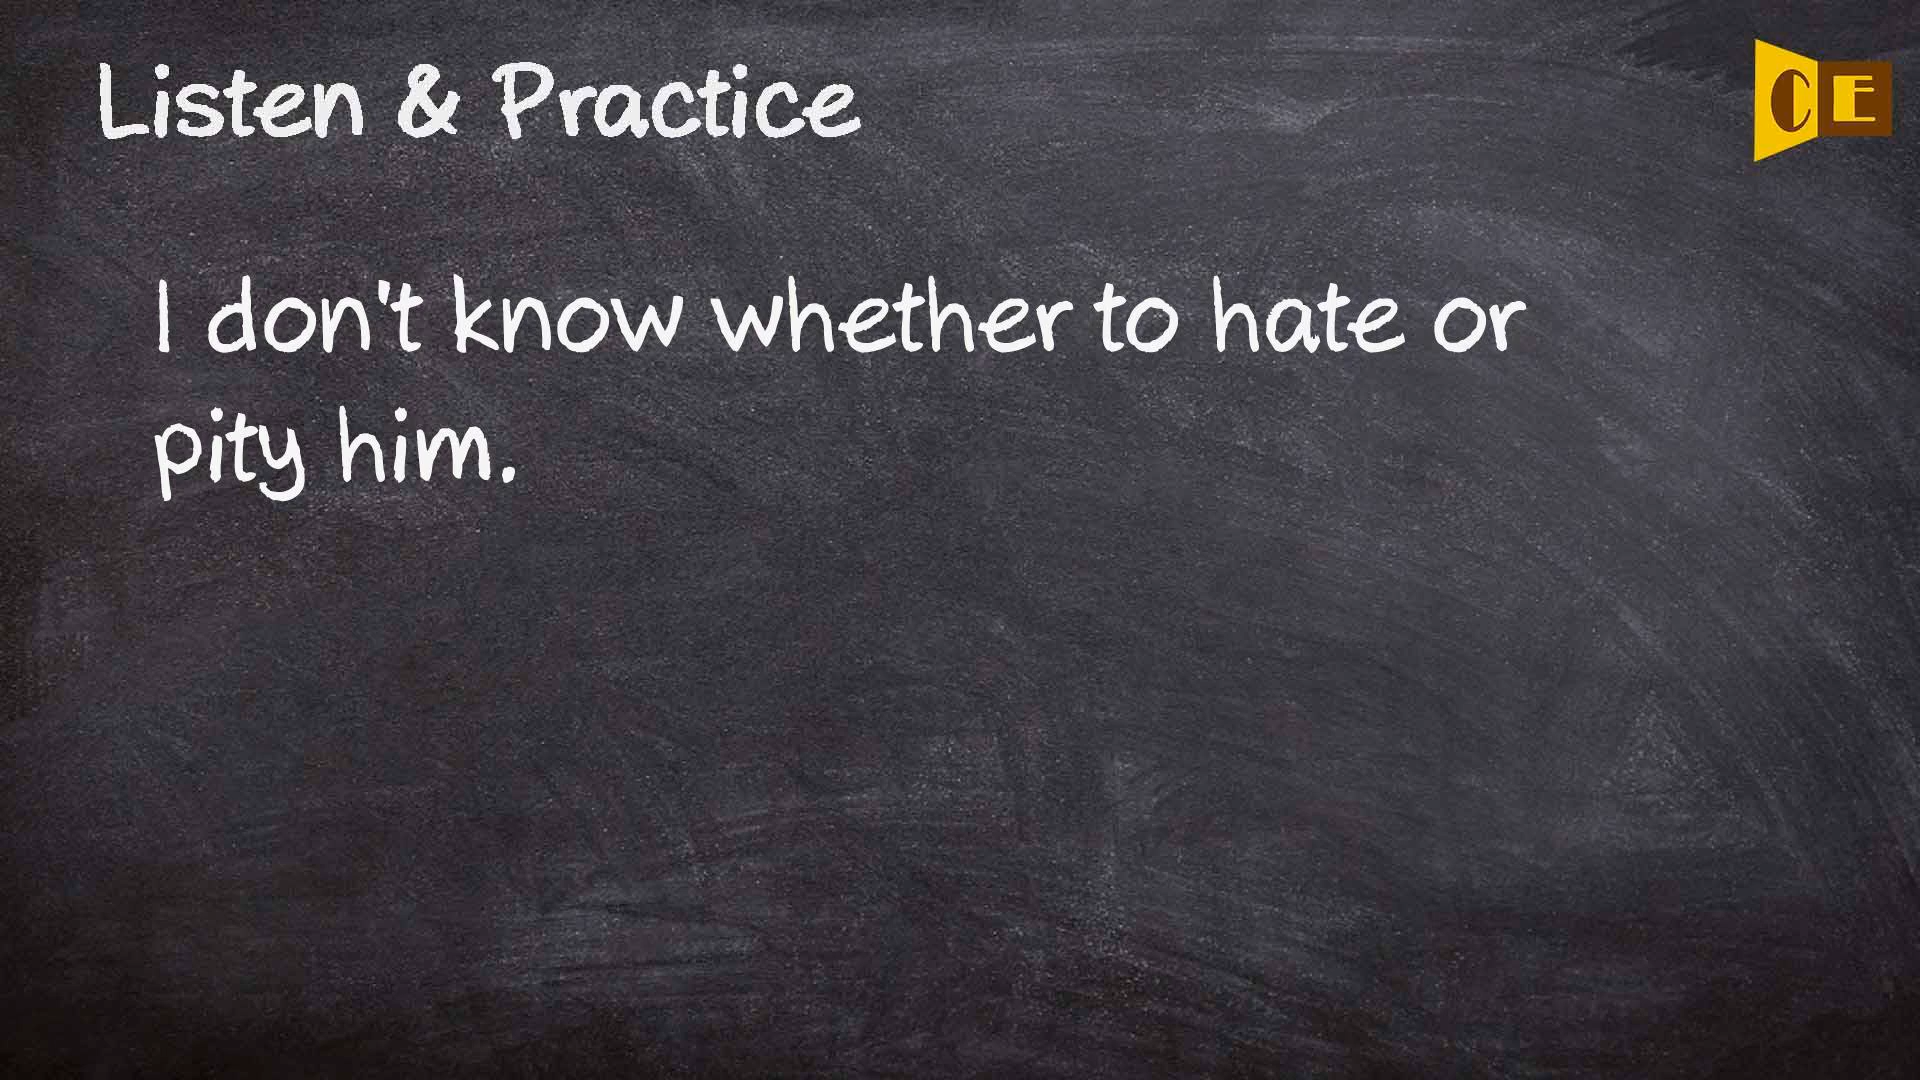 Listen & Practice
CE
I don't know whether to hate or
pity him.